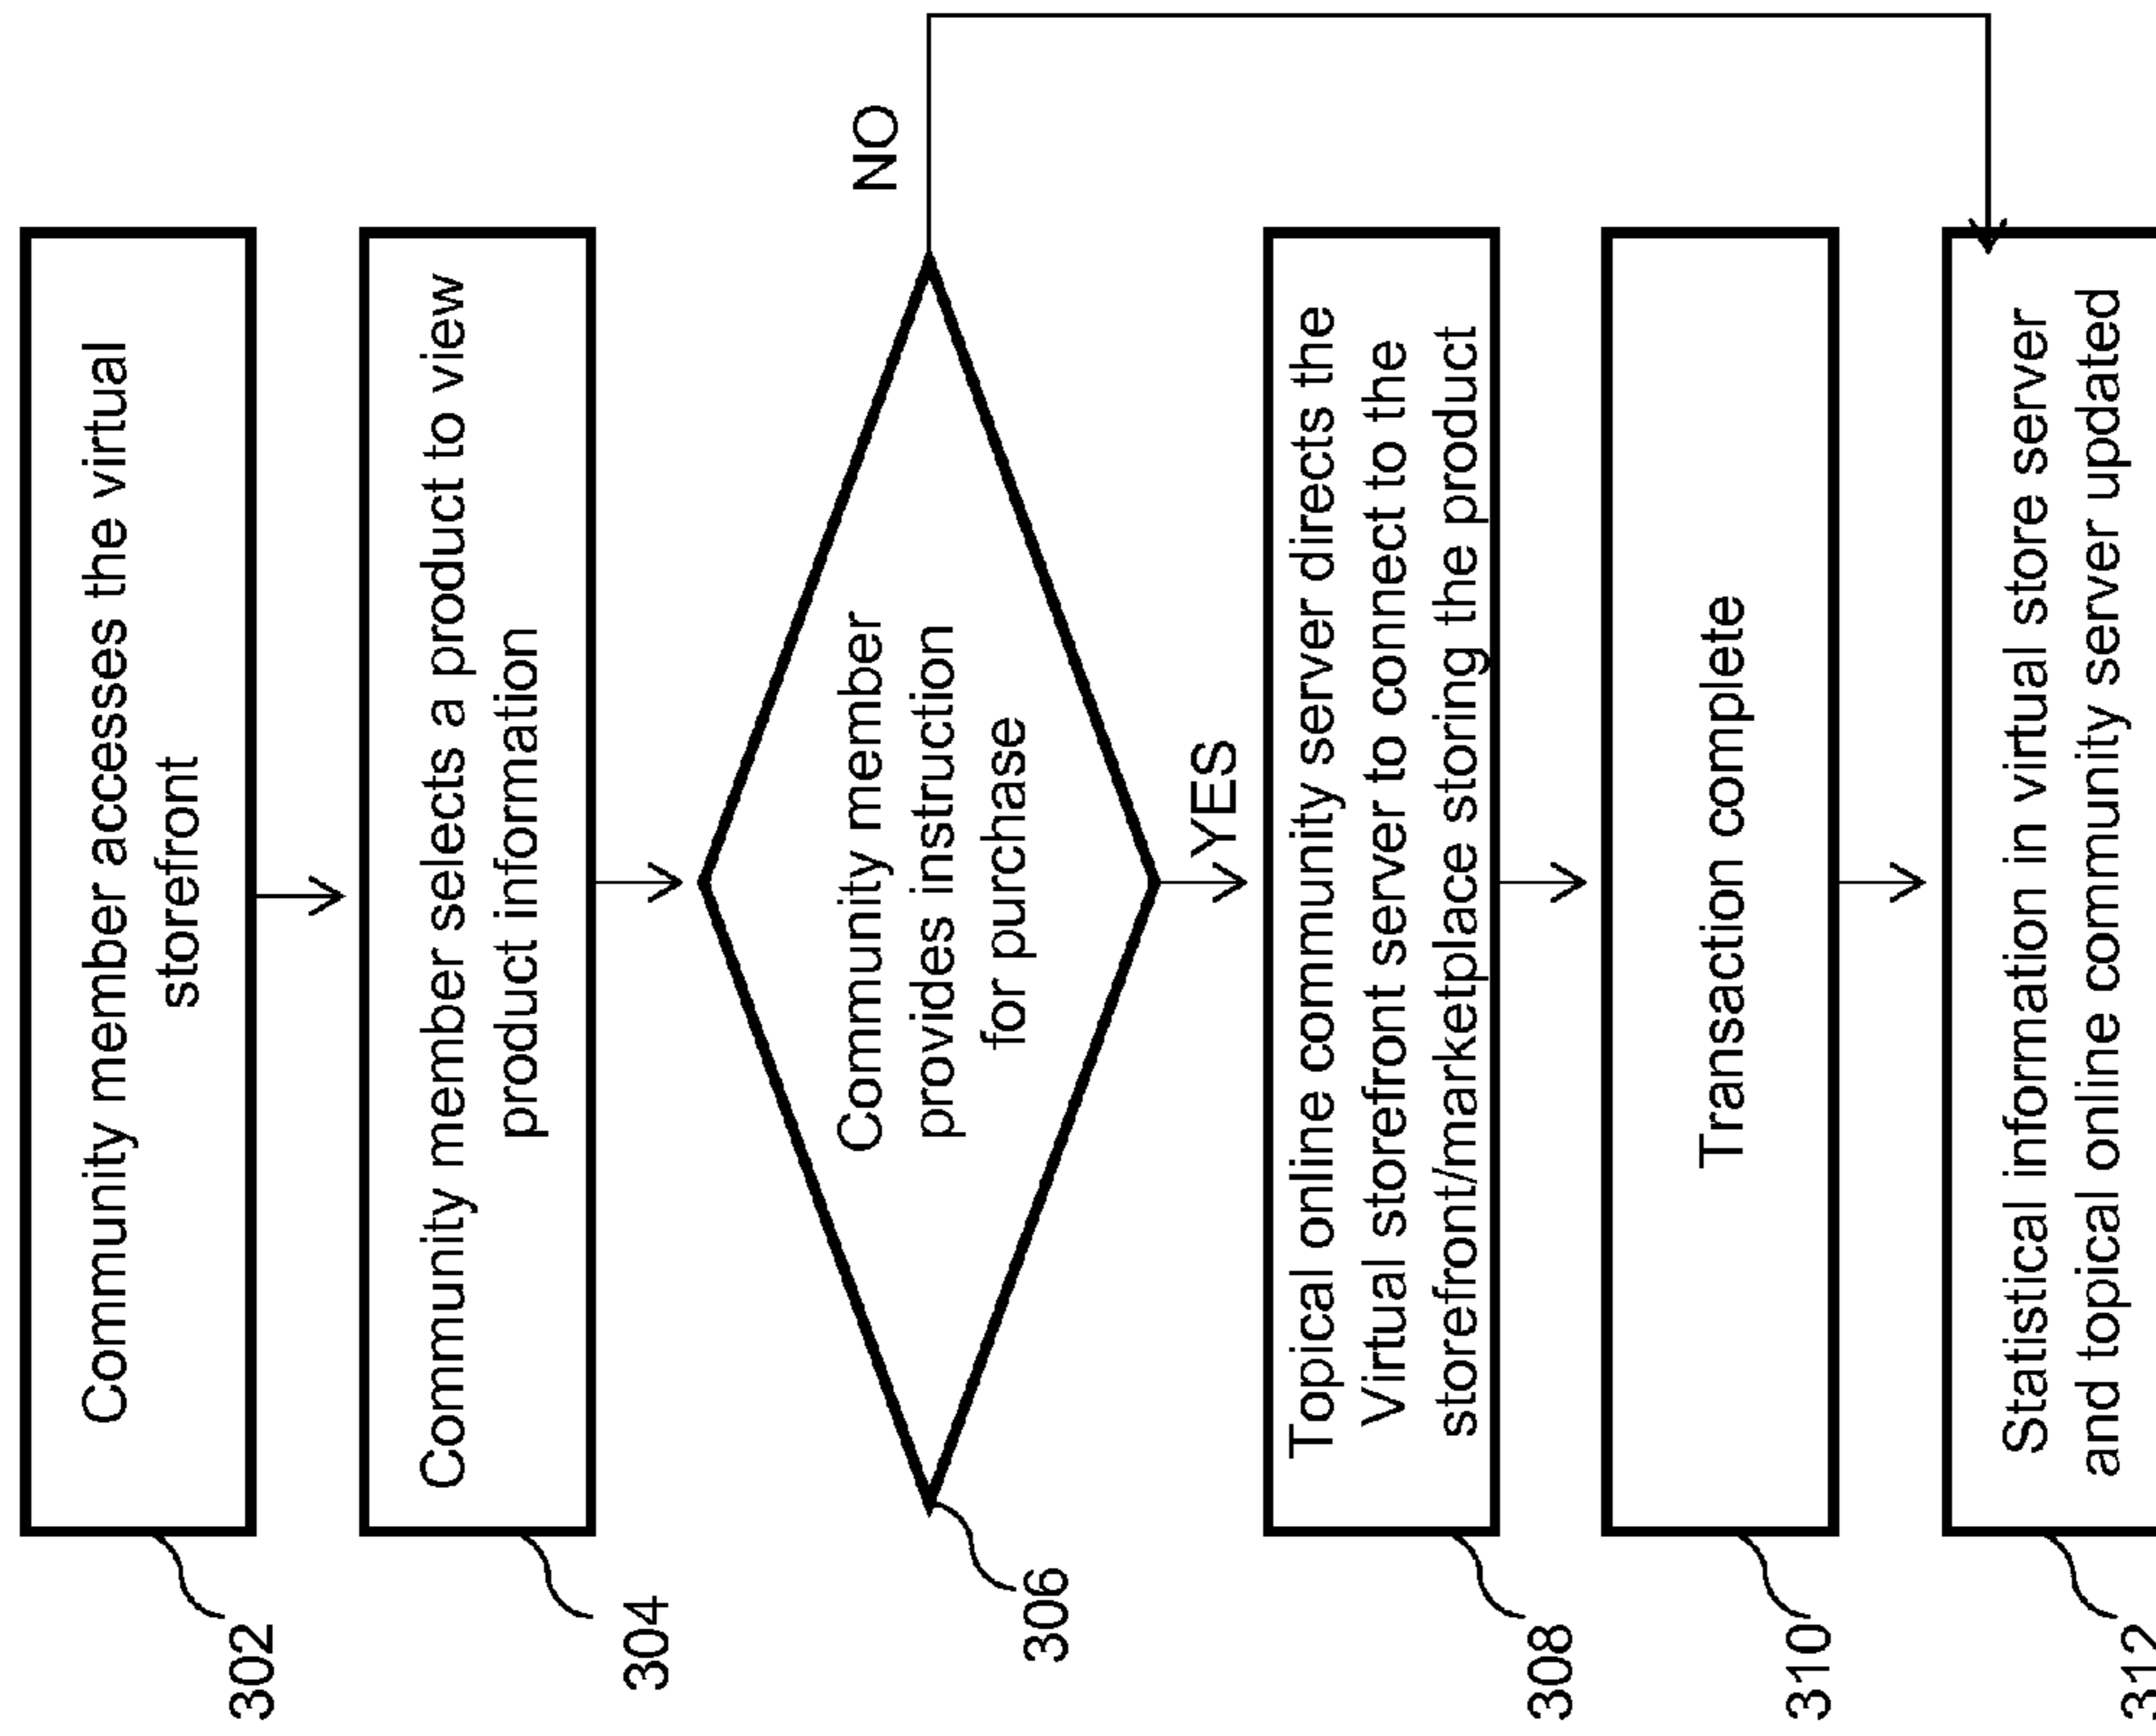 302
Community member accesses the virtual
storefront
304
Community member selects a product to view
product information
306
Community member
provides instruction
for purchase
NO
YES
308
Topical online community server directs the
Virtual storefront server to connect to the
storefront/marketplace storing the product
310
Transaction complete
312
Statistical information in virtual store server
and topical online community server updated